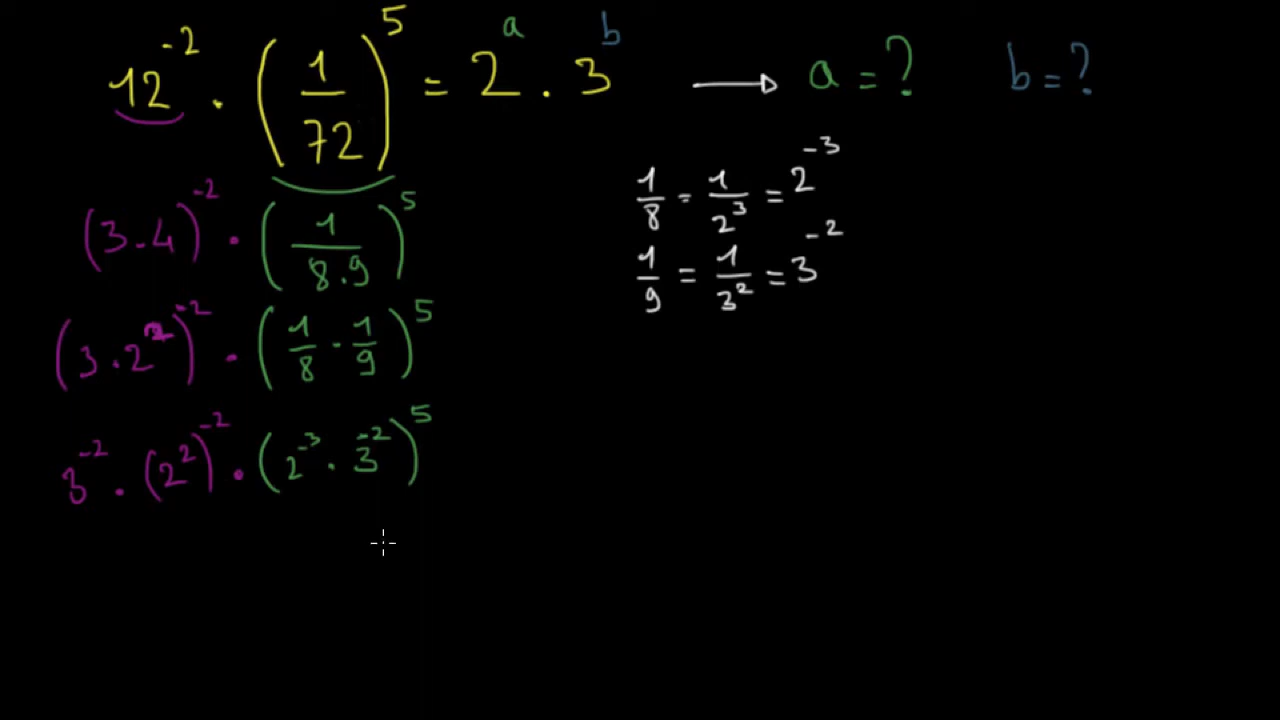 12^-2 . (1/72)^5 = 2^a . 3^b → a = ? b = ?
(3.4)^-2 . (1/8.9)^5
1/8 = 1/2^3 = 2^-3
1/9 = 1/3^2 = 3^-2
(3.2^2)^-2 . (1/8 . 1/9)^5
3^-2 . (2^2)^-2 . (2^-3 . 3^-2)^5